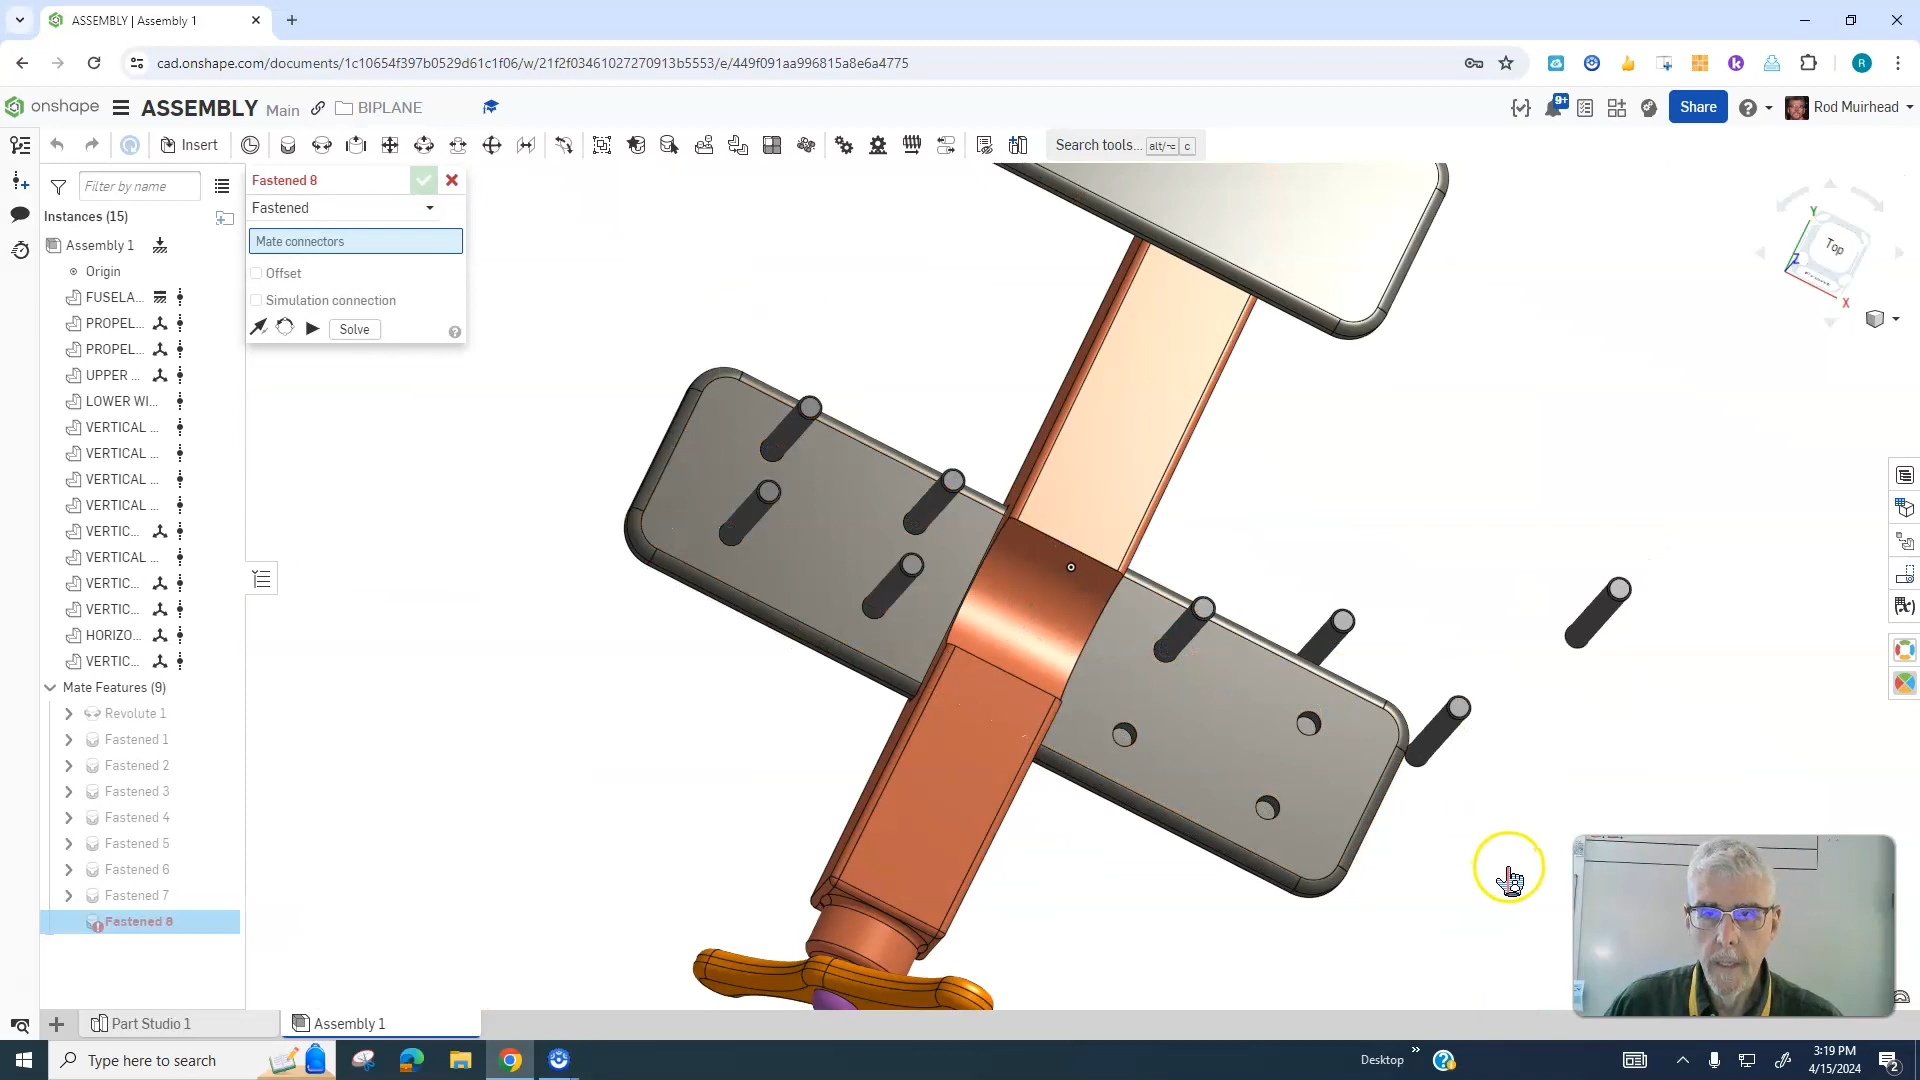 ASSEMBLY | Assembly 1
cad.onshape.com/documents/1c10654f397b0529d61c1f06/w/21f2f03461027270913b5553/e/449f091aa996815a8e6a4775
onshape
ASSEMBLY Main BIPLANE
9+
Share
Rod Muirhead
R
Insert
Search tools... alt/⌥ c
Filter by name
Instances (15)
Assembly 1
Origin
FUSELA...
PROPEL...
PROPEL...
UPPER ...
LOWER WI...
VERTICAL ...
VERTICAL ...
VERTICAL ...
VERTICAL ...
VERTIC...
VERTICAL ...
VERTIC...
VERTIC...
HORIZO...
VERTIC...
Mate Features (9)
Revolute 1
Fastened 1
Fastened 2
Fastened 3
Fastened 4
Fastened 5
Fastened 6
Fastened 7
Fastened 8
Fastened 8
Fastened
Mate connectors
Offset
Simulation connection
Solve
Y
Top
Z
X
Part Studio 1
Assembly 1
Type here to search
Desktop
3:19 PM
4/15/2024
2